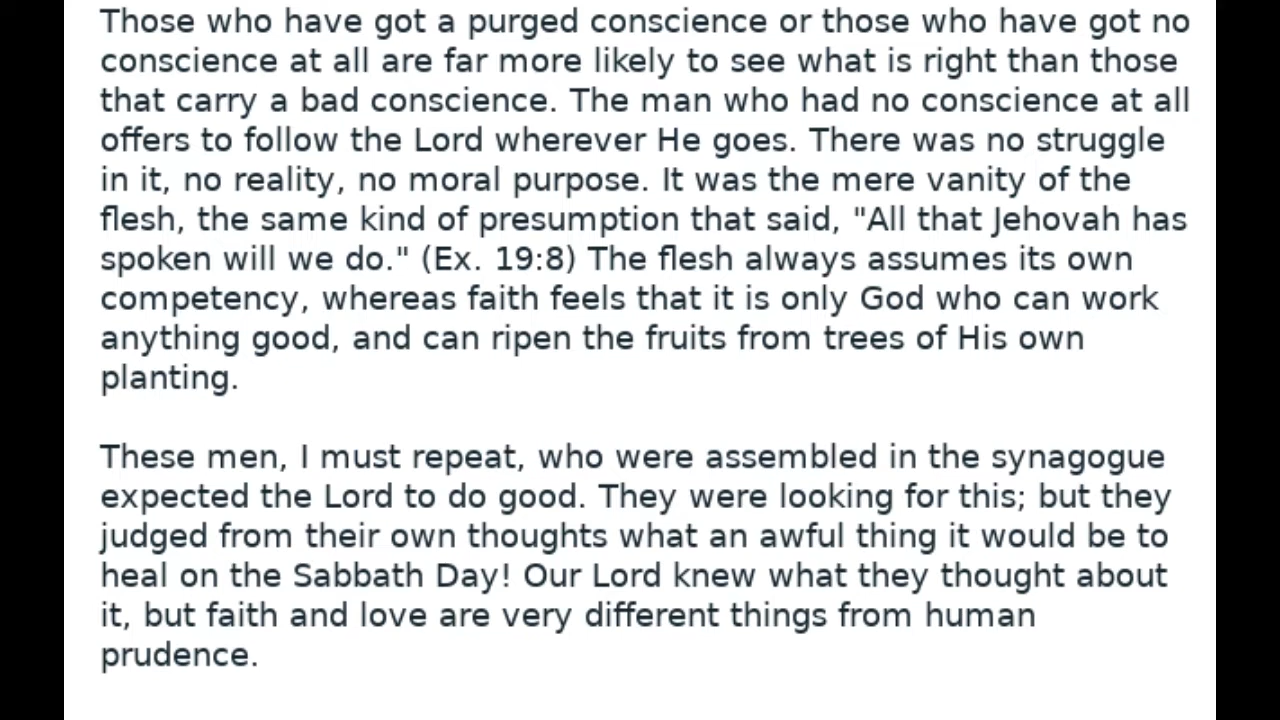 Those who have got a purged conscience or those who have got no
conscience at all are far more likely to see what is right than those
that carry a bad conscience. The man who had no conscience at all
offers to follow the Lord wherever He goes. There was no struggle
in it, no reality, no moral purpose. It was the mere vanity of the
flesh, the same kind of presumption that said, "All that Jehovah has
spoken will we do." (Ex. 19:8) The flesh always assumes its own
competency, whereas faith feels that it is only God who can work
anything good, and can ripen the fruits from trees of His own
planting.

These men, I must repeat, who were assembled in the synagogue
expected the Lord to do good. They were looking for this; but they
judged from their own thoughts what an awful thing it would be to
heal on the Sabbath Day! Our Lord knew what they thought about
it, but faith and love are very different things from human
prudence.